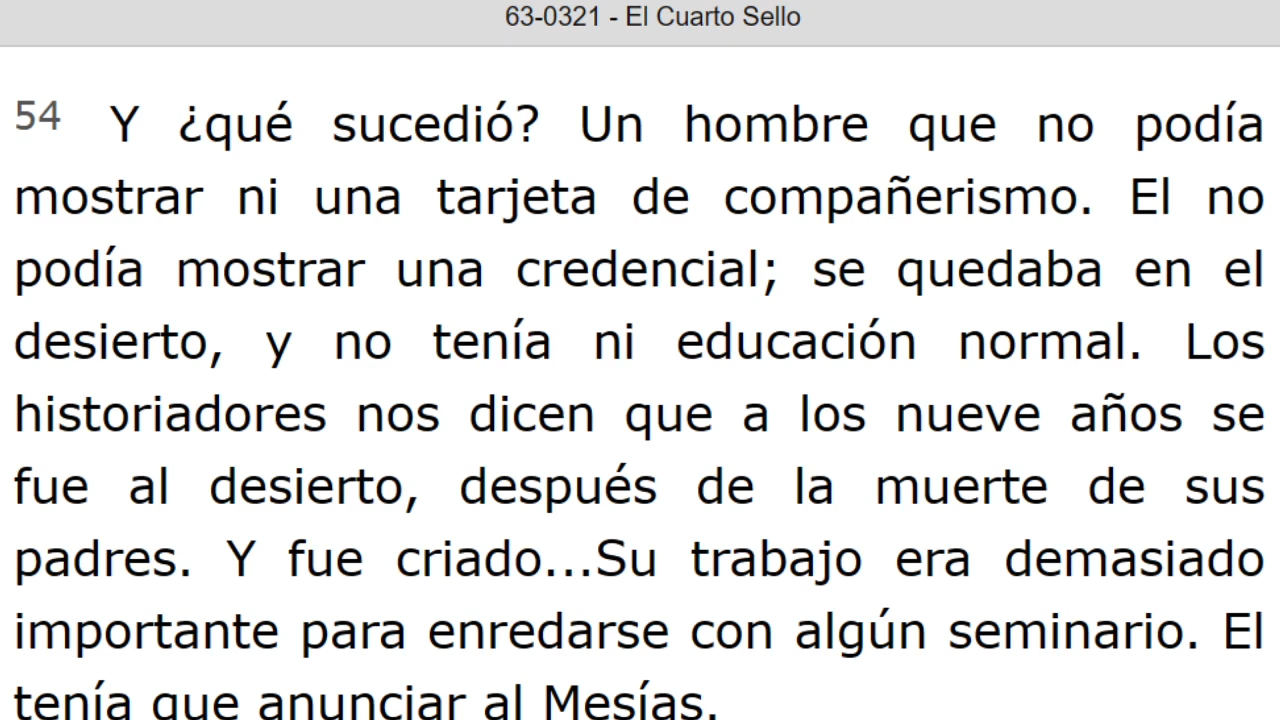 63-0321 - El Cuarto Sello
54 Y ¿qué sucedió? Un hombre que no podía
mostrar ni una tarjeta de compañerismo. El no
podía mostrar una credencial; se quedaba en el
desierto, y no tenía ni educación normal. Los
historiadores nos dicen que a los nueve años se
fue al desierto, después de la muerte de sus
padres. Y fue criado...Su trabajo era demasiado
importante para enredarse con algún seminario. El
tenía que anunciar al Mesías.